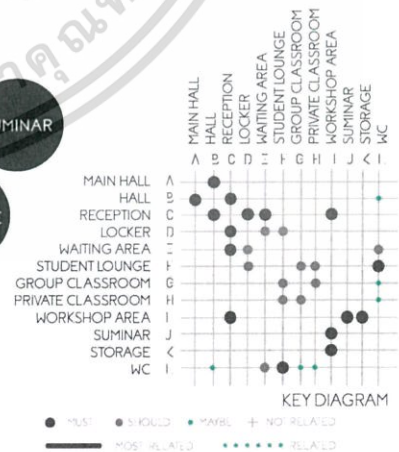 UMINAR
MAIN HALL
HALL
RECEPTION
LOCKER
WAITING AREA
STUDENT LOUNGE
GROUP CLASSROOM
PRIVATE CLASSROOM
WORKSHOP AREA
SUMINAR
STORAGE
WC
MAIN HALL
HALL
RECEPTION C
LOCKER D
WAITING AREA
STUDENT LOUNGE
GROUP CLASSROOM G
PRIVATE CLASSROOM H
WORKSHOP AREA I
SUMINAR J
STORAGE
WC
KEY DIAGRAM
MUST SHOULD MAYBE NOT RELATED
MOST RELATED RELATED